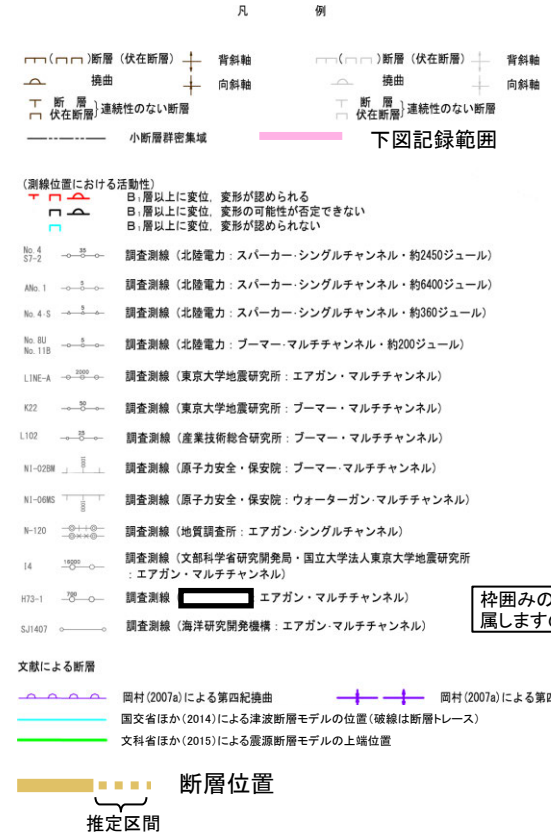 凡　例
断層（伏在断層） 背斜軸 断層（伏在断層） 背斜軸
撓曲 向斜軸 撓曲 向斜軸
断層
伏在断層}連続性のない断層
断層
伏在断層}連続性のない断層
小断層群密集域 下図記録範囲
(測線位置における活動性)
B₁層以上に変位，変形が認められる
B₁層以上に変位，変形の可能性が否定できない
B₁層以上に変位，変形が認められない
No.4
S7-2 35 調査測線（北陸電力：スパーカー・シングルチャンネル・約2450ジュール）
ANo.1 5 調査測線（北陸電力：スパーカー・シングルチャンネル・約6400ジュール）
No.4-S 5 調査測線（北陸電力：スパーカー・シングルチャンネル・約360ジュール）
No.8U
No.11B 5 調査測線（北陸電力：ブーマー・マルチチャンネル・約200ジュール）
LINE-A 2000 調査測線（東京大学地震研究所：エアガン・マルチチャンネル）
K22 50 調査測線（東京大学地震研究所：ブーマー・マルチチャンネル）
L102 25 調査測線（産業技術総合研究所：ブーマー・マルチチャンネル）
NI-02BM 1000 調査測線（原子力安全・保安院：ブーマー・マルチチャンネル）
NI-06MS 1000 調査測線（原子力安全・保安院：ウォーターガン・マルチチャンネル）
N-120 調査測線（地質調査所：エアガン・シングルチャンネル）
I4 16000 調査測線（文部科学省研究開発局・国立大学法人東京大学地震研究所
：エアガン・マルチチャンネル）
H73-1 700 調査測線（ エアガン・マルチチャンネル）
枠囲みの
属しますの
SJ1407 調査測線（海洋研究開発機構：エアガン・マルチチャンネル）
文献による断層
岡村(2007a)による第四紀撓曲 岡村(2007a)による第四
国交省ほか(2014)による津波断層モデルの位置(破線は断層トレース)
文科省ほか(2015)による震源断層モデルの上端位置
断層位置
推定区間